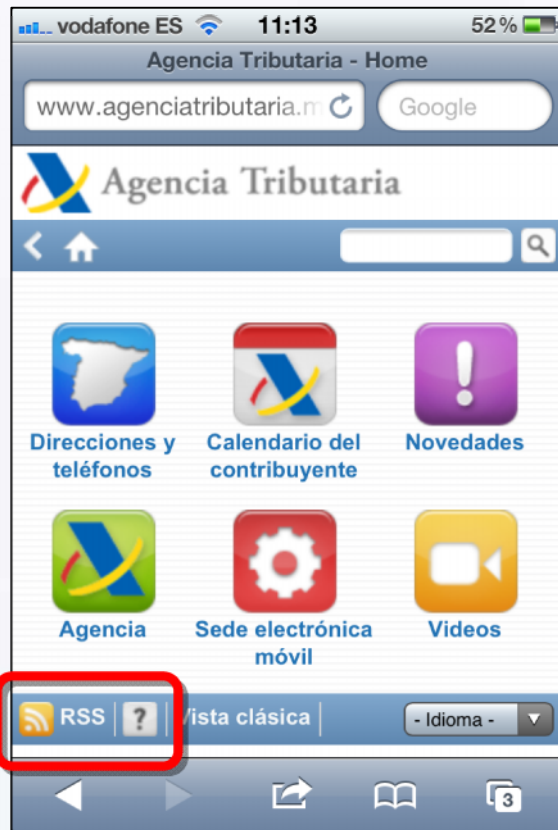 vodafone ES 11:13 52%
Agencia Tributaria - Home
www.agenciatributaria.m Google
Agencia Tributaria
Direcciones y teléfonos
Calendario del contribuyente
Novedades
Agencia
Sede electrónica móvil
Videos
RSS ? Vista clásica - Idioma -
3